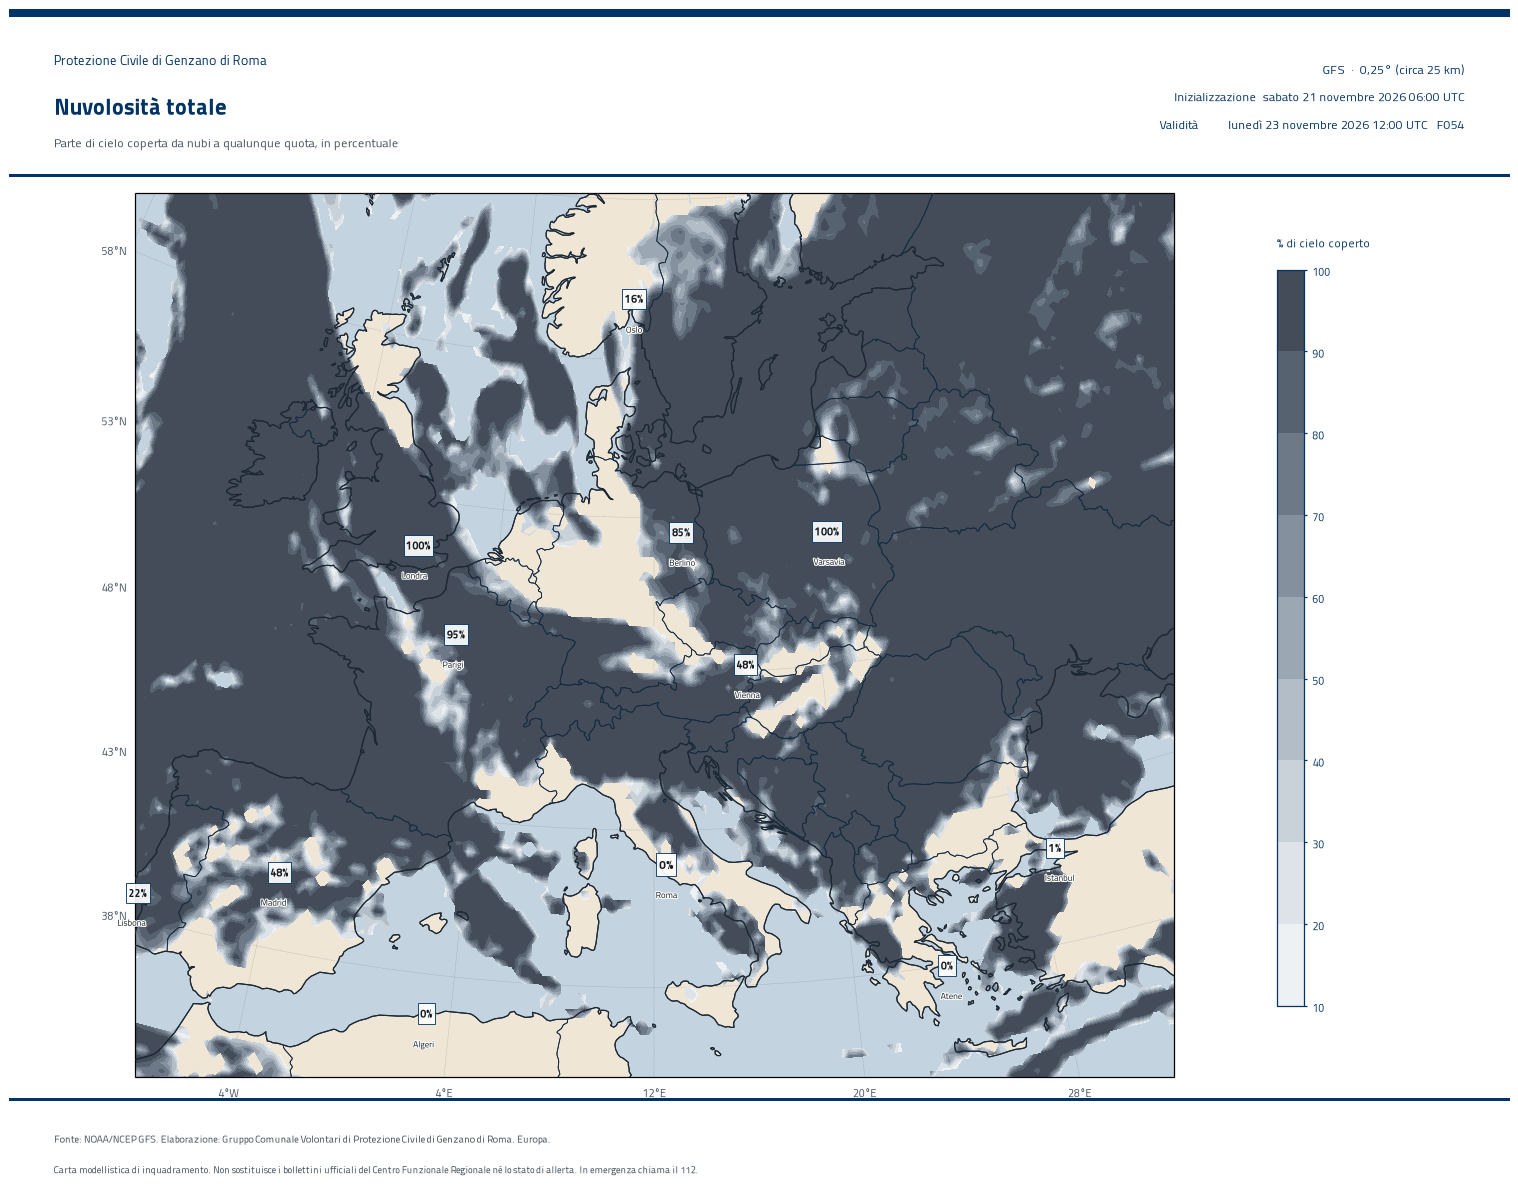 Protezione Civile di Genzano di Roma
Nuvolosità totale
Parte di cielo coperta da nubi a qualunque quota, in percentuale
GFS · 0,25° (circa 25 km)
Inizializzazione sabato 21 novembre 2026 06:00 UTC
Validità lunedì 23 novembre 2026 12:00 UTC F054
% di cielo coperto
100
90
80
70
60
50
40
30
20
10
58°N
53°N
48°N
43°N
38°N
16%
Oslo
100%
Londra
85%
Berlino
100%
Varsavia
95%
Parigi
48%
Vienna
48%
Madrid
22%
Lisbona
0%
Roma
1%
Istanbul
0%
Atene
0%
Algeri
4°W
4°E
12°E
20°E
28°E
Fonte: NOAA/NCEP GFS. Elaborazione: Gruppo Comunale Volontari di Protezione Civile di Genzano di Roma. Europa.
Carta modellistica di inquadramento. Non sostituisce i bollettini ufficiali del Centro Funzionale Regionale né lo stato di allerta. In emergenza chiama il 112.